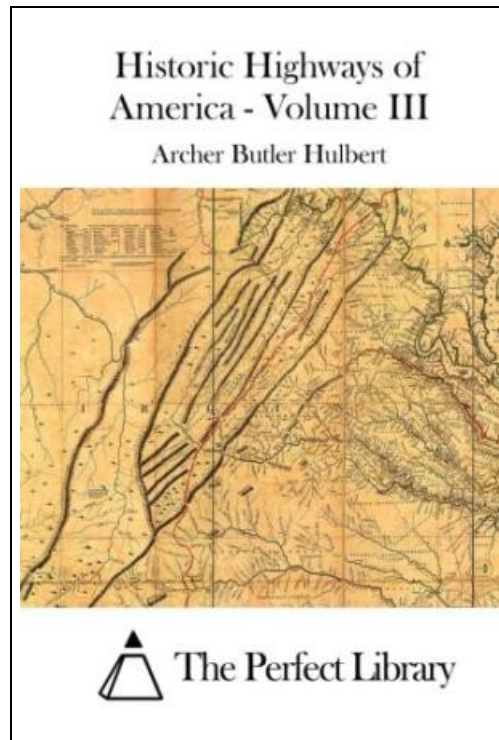 Historic Highways of
America - Volume III
Archer Butler Hulbert
The Perfect Library